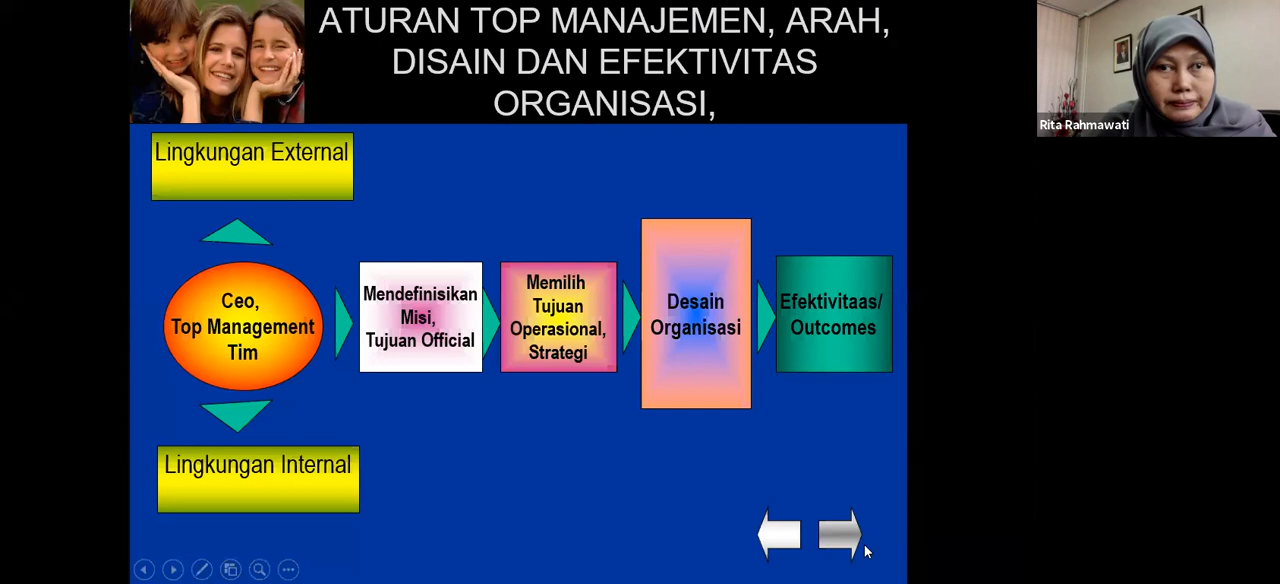 ATURAN TOP MANAJEMEN, ARAH,
DISAIN DAN EFEKTIVITAS
ORGANISASI,
Rita Rahmawati
Lingkungan External
Ceo,
Top Management
Tim
Mendefinisikan
Misi,
Tujuan Official
Memilih
Tujuan
Operasional,
Strategi
Desain
Organisasi
Efektivitaas/
Outcomes
Lingkungan Internal